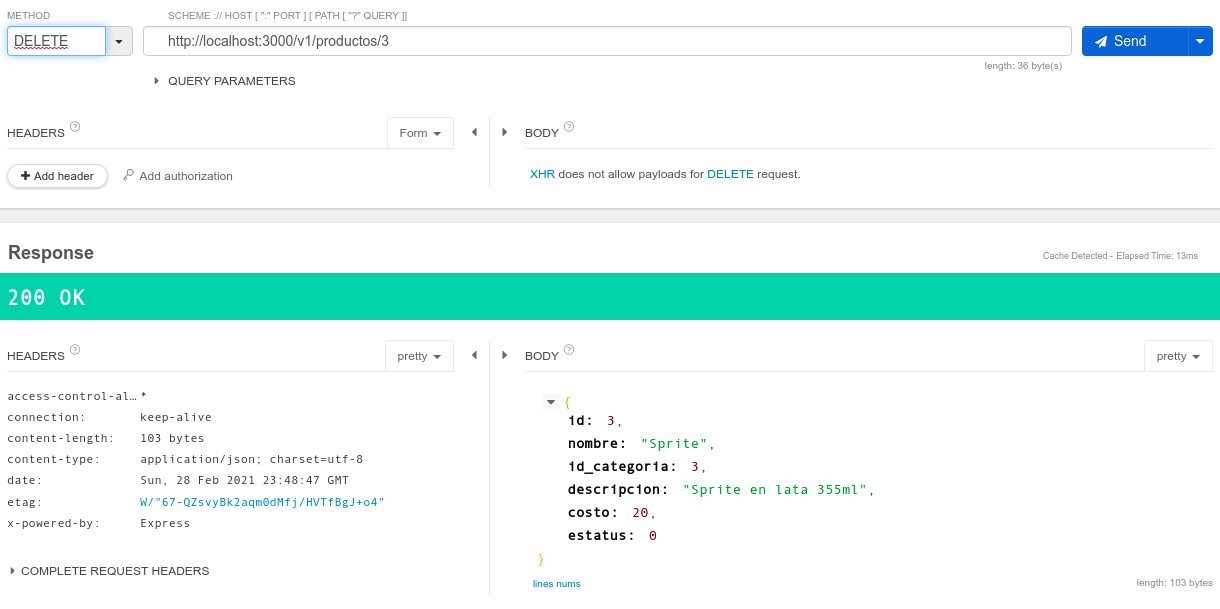 METHOD
SCHEME :// HOST [ ":" PORT ] [ PATH [ "?" QUERY ]]
DELETE
http://localhost:3000/v1/productos/3
Send
length: 36 byte(s)
QUERY PARAMETERS
HEADERS ?
Form
BODY ?
Add header
Add authorization
XHR does not allow payloads for DELETE request.
Response
Cache Detected - Elapsed Time: 13ms
200 OK
HEADERS ?
pretty
BODY ?
pretty
access-control-al… *
connection: keep-alive
content-length: 103 bytes
content-type: application/json; charset=utf-8
date: Sun, 28 Feb 2021 23:48:47 GMT
etag: W/"67-QZsvyBk2aqm0dMfj/HVTfBgJ+o4"
x-powered-by: Express
COMPLETE REQUEST HEADERS
{
id: 3,
nombre: "Sprite",
id_categoria: 3,
descripcion: "Sprite en lata 355ml",
costo: 20,
estatus: 0
}
lines nums
length: 103 bytes